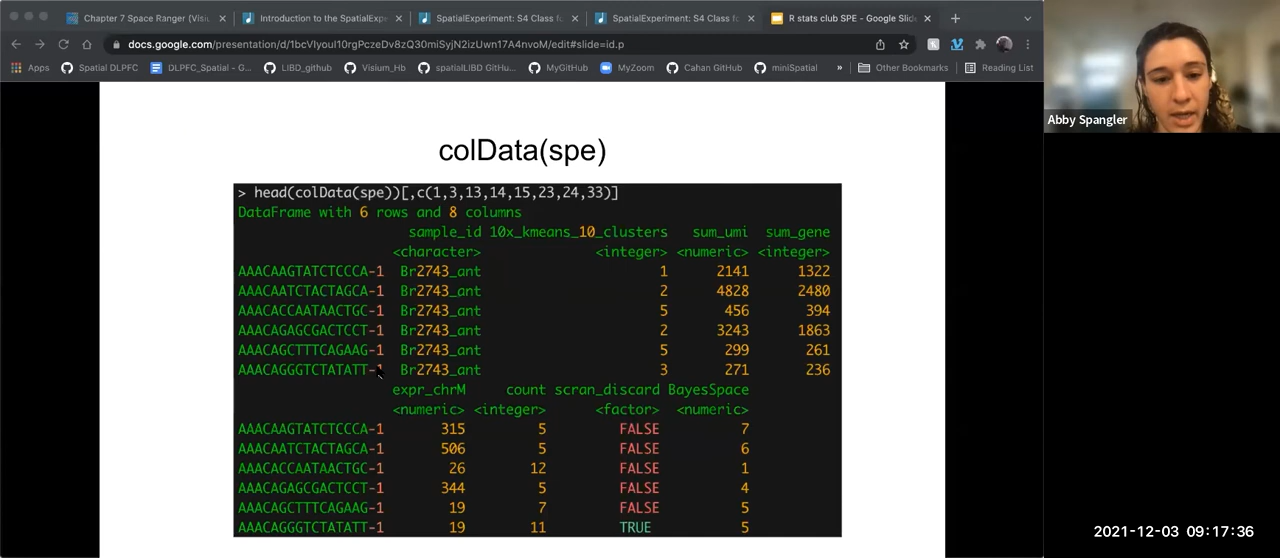 Chapter 7 Space Ranger (Visiu
Introduction to the SpatialExpe
SpatialExperiment: S4 Class fo
SpatialExperiment: S4 Class fo
R stats club SPE - Google Slide
docs.google.com/presentation/d/1bcVIyouI10rgPczeDv8zQ30miSyjN2izUwn17A4nvoM/edit#slide=id.p
Apps Spatial DLPFC DLPFC_Spatial - G... LIBD_github Visium_Hb spatialLIBD GitHu... MyGitHub MyZoom Cahan GitHub miniSpatial » Other Bookmarks Reading List
Abby Spangler
colData(spe)
> head(colData(spe))[,c(1,3,13,14,15,23,24,33)]
DataFrame with 6 rows and 8 columns
sample_id 10x_kmeans_10_clusters sum_umi sum_gene
<character> <integer> <numeric> <integer>
AAACAAGTATCTCCCA-1 Br2743_ant 1 2141 1322
AAACAATCTACTAGCA-1 Br2743_ant 2 4828 2480
AAACACCAATAACTGC-1 Br2743_ant 5 456 394
AAACAGAGCGACTCCT-1 Br2743_ant 2 3243 1863
AAACAGCTTTCAGAAG-1 Br2743_ant 5 299 261
AAACAGGGTCTATATT-1 Br2743_ant 3 271 236
expr_chrM count scran_discard BayesSpace
<numeric> <integer> <factor> <numeric>
AAACAAGTATCTCCCA-1 315 5 FALSE 7
AAACAATCTACTAGCA-1 506 5 FALSE 6
AAACACCAATAACTGC-1 26 12 FALSE 1
AAACAGAGCGACTCCT-1 344 5 FALSE 4
AAACAGCTTTCAGAAG-1 19 7 FALSE 5
AAACAGGGTCTATATT-1 19 11 TRUE 5
2021-12-03 09:17:36